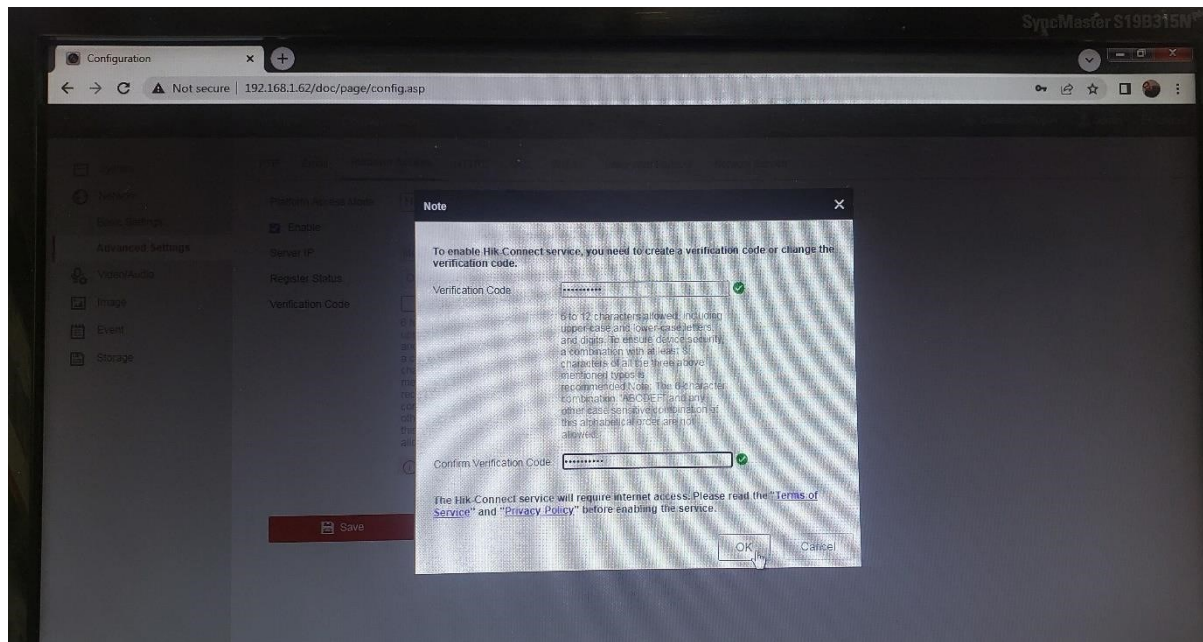 SyncMaster S19B315N
Configuration
Not secure | 192.168.1.62/doc/page/config.asp
Network
Platform Access Mode
Basic Settings
Enable
Advanced Settings
Server IP
Video/Audio
Register Status
Image
Verification Code
Event
Storage
Save
Note
To enable Hik-Connect service, you need to create a verification code or change the
verification code.
Verification Code
6 to 12 characters allowed, including
upper-case and lower-case letters,
and digits. To ensure device security,
a combination with at least 8
characters of all the three above
mentioned types is
recommended.Note: The 6-character
combination "ABCDEF" and any
other case sensitive combination of
this alphabetical order are not
allowed.
Confirm Verification Code
The Hik-Connect service will require internet access. Please read the "Terms of
Service" and "Privacy Policy" before enabling the service.
OK
Cancel